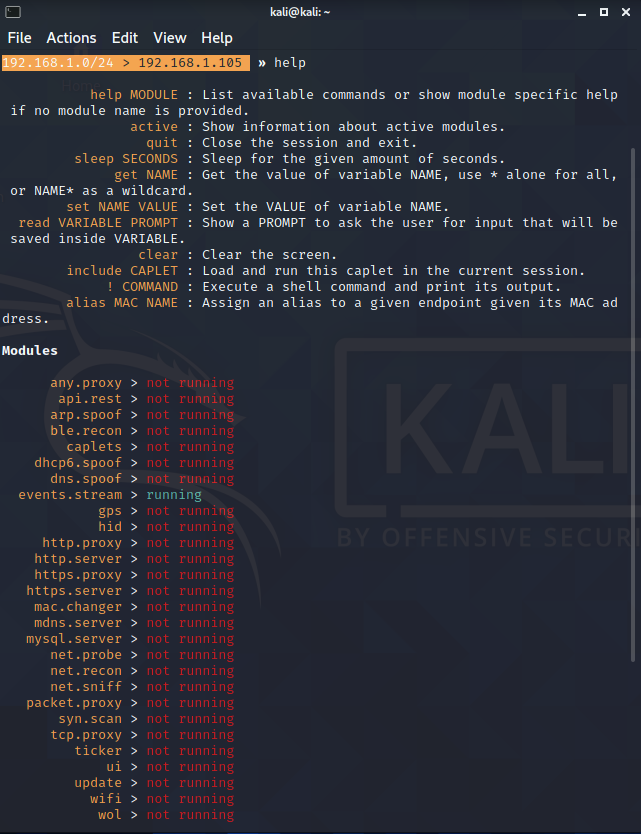 kali@kali: ~
File Actions Edit View Help
192.168.1.0/24 > 192.168.1.105 » help
help MODULE : List available commands or show module specific help
if no module name is provided.
active : Show information about active modules.
quit : Close the session and exit.
sleep SECONDS : Sleep for the given amount of seconds.
get NAME : Get the value of variable NAME, use * alone for all,
or NAME* as a wildcard.
set NAME VALUE : Set the VALUE of variable NAME.
read VARIABLE PROMPT : Show a PROMPT to ask the user for input that will be
saved inside VARIABLE.
clear : Clear the screen.
include CAPLET : Load and run this caplet in the current session.
! COMMAND : Execute a shell command and print its output.
alias MAC NAME : Assign an alias to a given endpoint given its MAC ad
dress.
Modules
any.proxy > not running
api.rest > not running
arp.spoof > not running
ble.recon > not running
caplets > not running
dhcp6.spoof > not running
dns.spoof > not running
events.stream > running
gps > not running
hid > not running
http.proxy > not running
http.server > not running
https.proxy > not running
https.server > not running
mac.changer > not running
mdns.server > not running
mysql.server > not running
net.probe > not running
net.recon > not running
net.sniff > not running
packet.proxy > not running
syn.scan > not running
tcp.proxy > not running
ticker > not running
ui > not running
update > not running
wifi > not running
wol > not running
KALI
BY OFFENSIVE SECURI